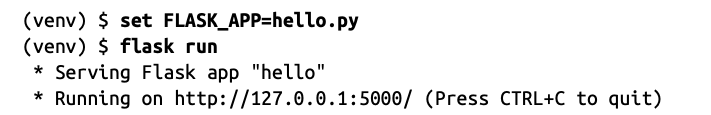 (venv) $ set FLASK_APP=hello.py
(venv) $ flask run
* Serving Flask app "hello"
* Running on http://127.0.0.1:5000/ (Press CTRL+C to quit)